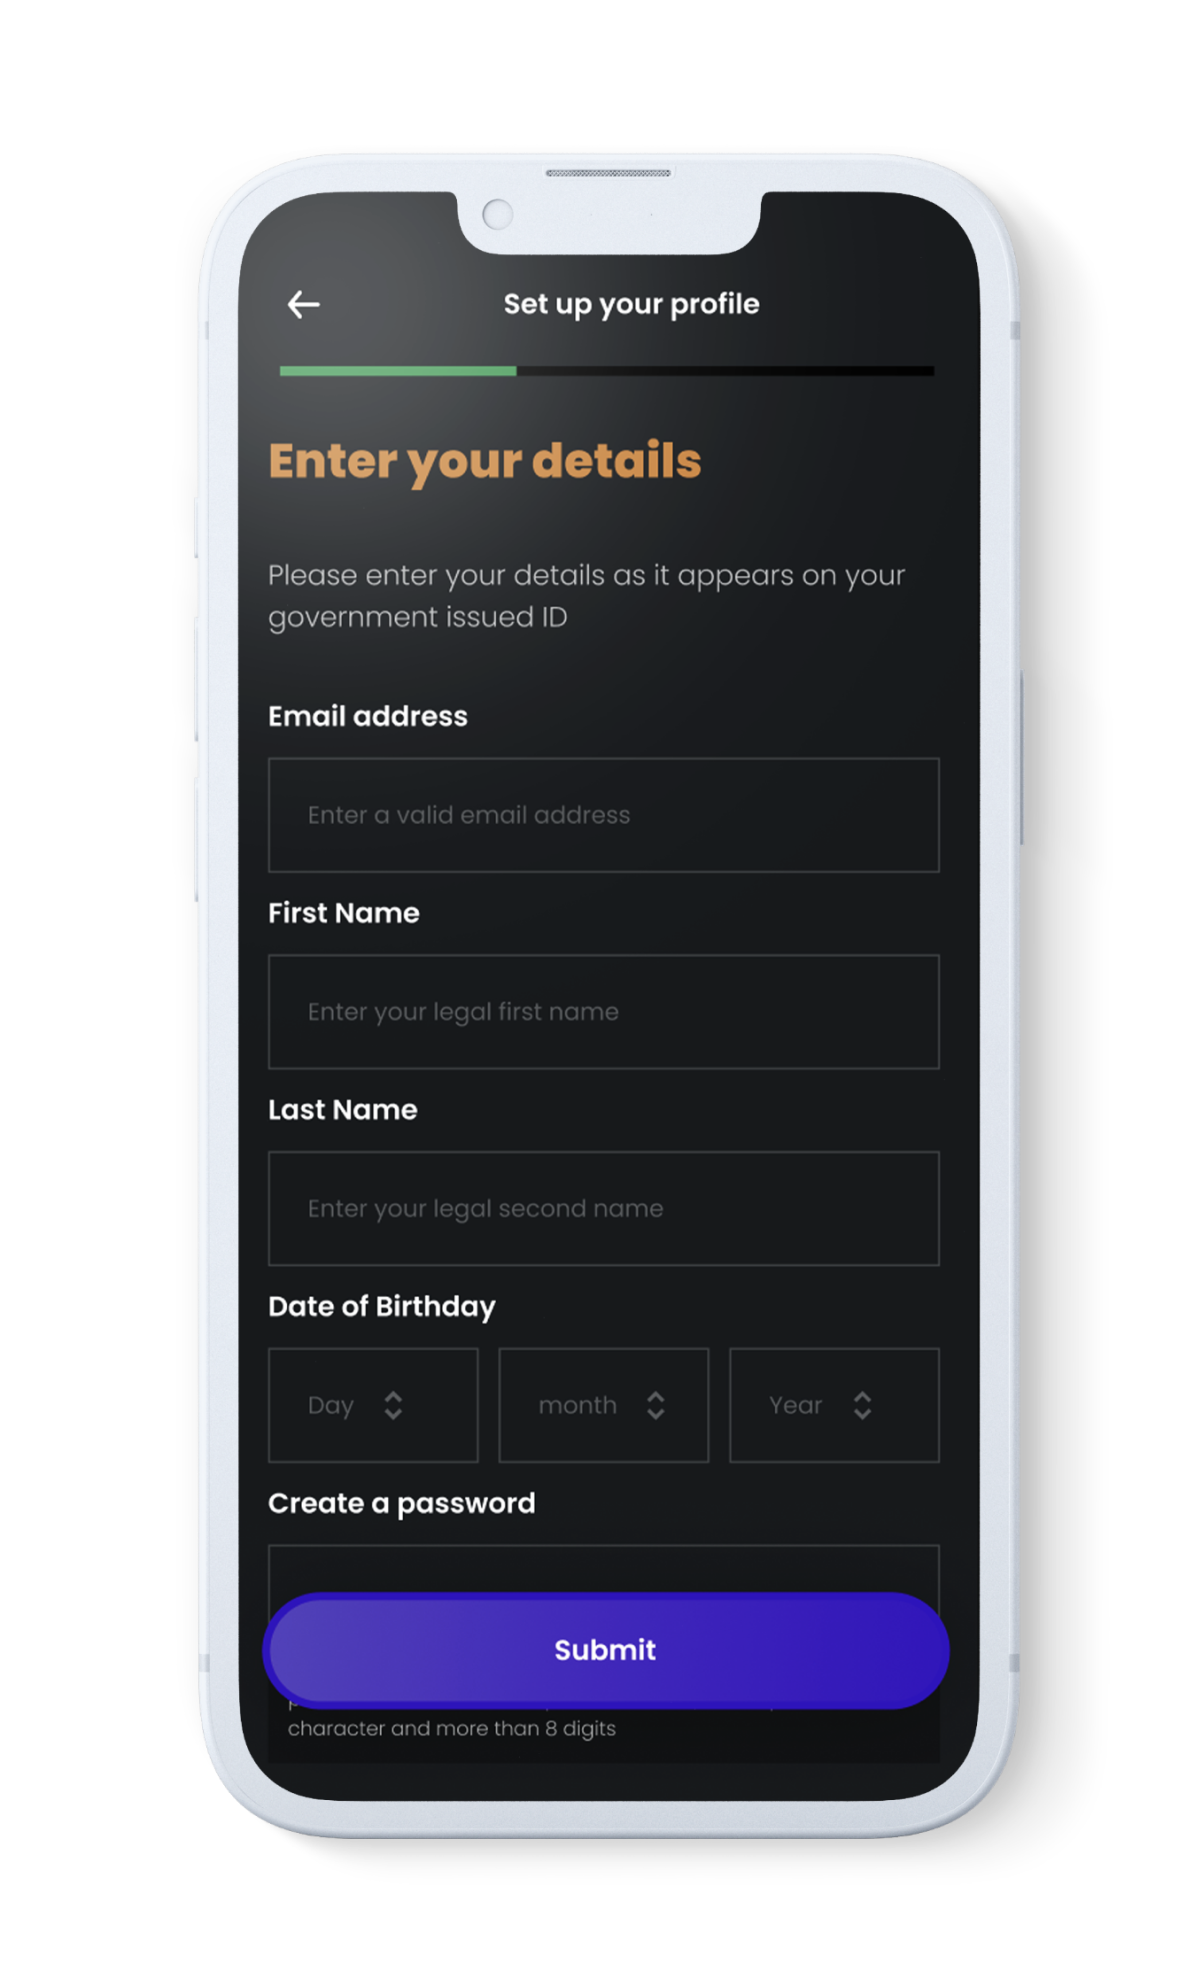 Set up your profile
Enter your details
Please enter your details as it appears on your
government issued ID
Email address
Enter a valid email address
First Name
Enter your legal first name
Last Name
Enter your legal second name
Date of Birthday
Day month Year
Create a password
Submit
character and more than 8 digits